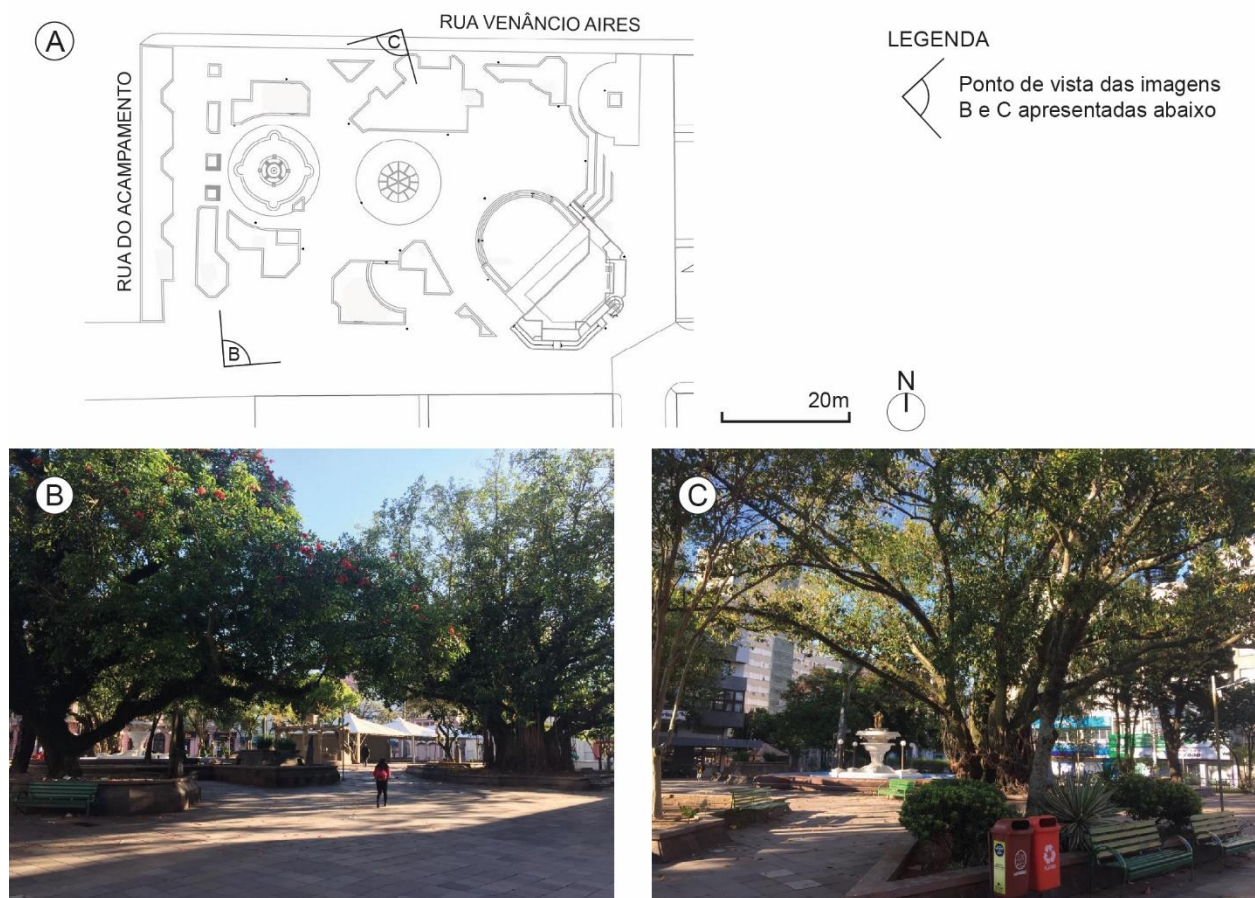 A
RUA VENÂNCIO AIRES
C
RUA DO ACAMPAMENTO
B
LEGENDA
Ponto de vista das imagens
B e C apresentadas abaixo
20m
N
B
C